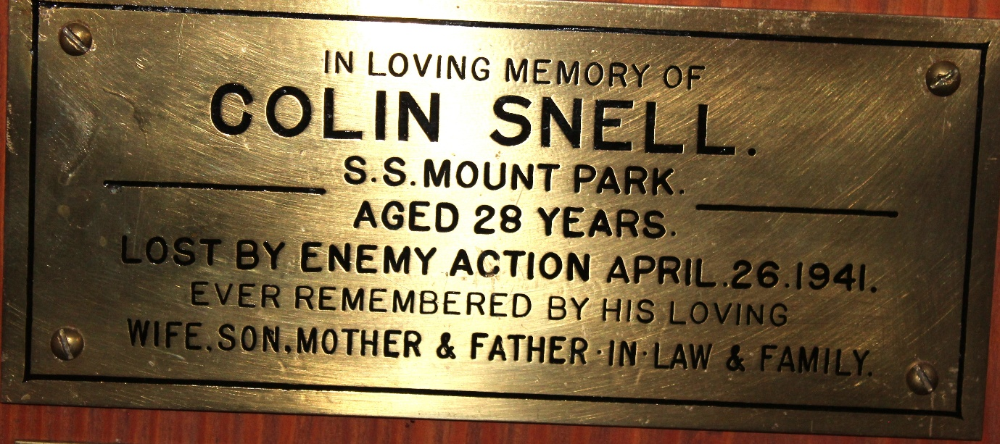 IN LOVING MEMORY OF
COLIN SNELL.
S.S. MOUNT PARK.
AGED 28 YEARS.
LOST BY ENEMY ACTION APRIL.26.1941.
EVER REMEMBERED BY HIS LOVING
WIFE, SON, MOTHER & FATHER·IN·LAW & FAMILY.